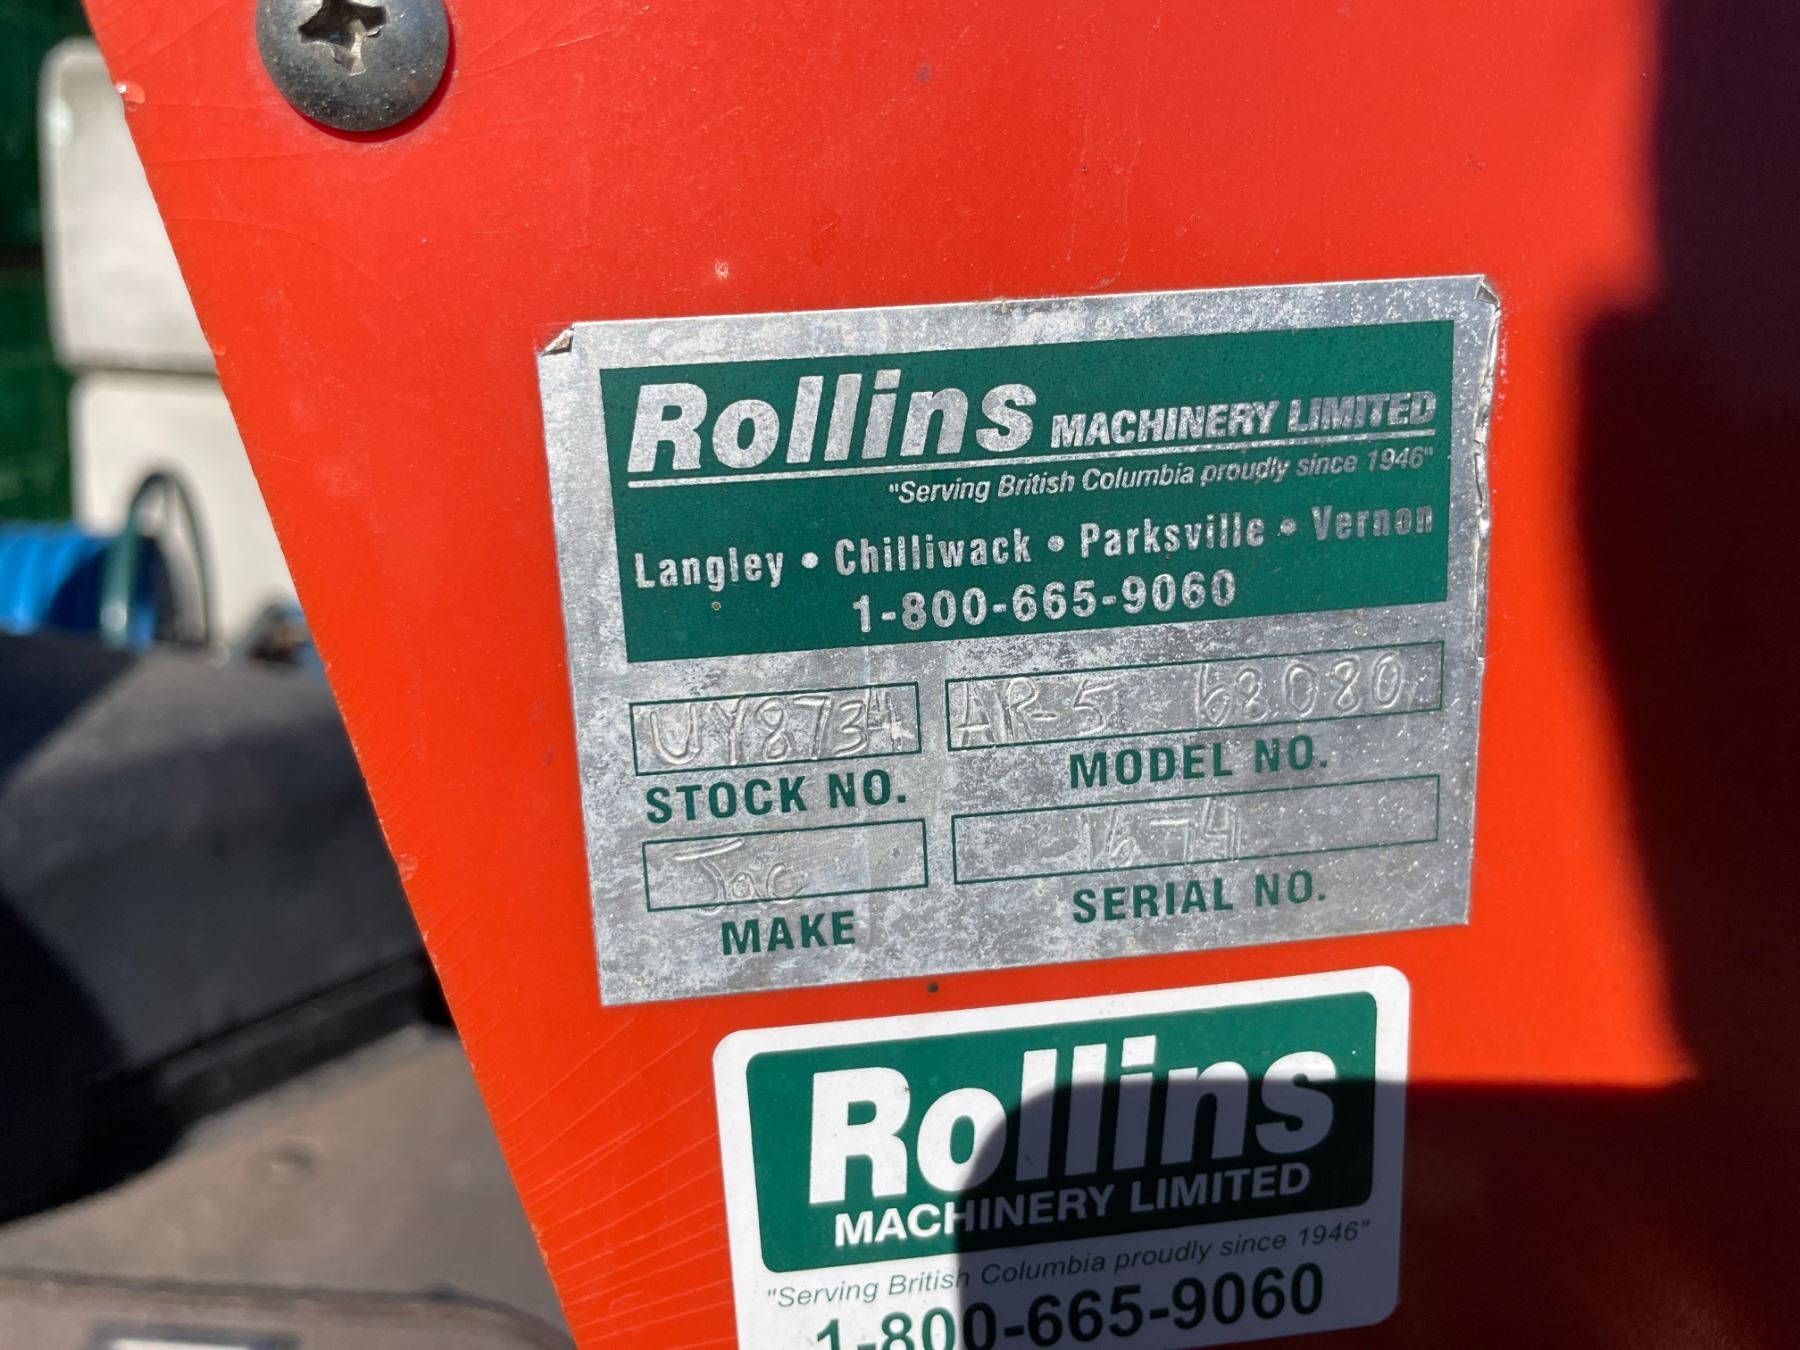 Rollins MACHINERY LIMITED
"Serving British Columbia proudly since 1946"
Langley • Chilliwack • Parksville • Vernon
1-800-665-9060
UY8734 AR-5 68080
STOCK NO. MODEL NO.
Jac 1674
MAKE SERIAL NO.
Rollins
MACHINERY LIMITED
"Serving British Columbia proudly since 1946"
1-800-665-9060